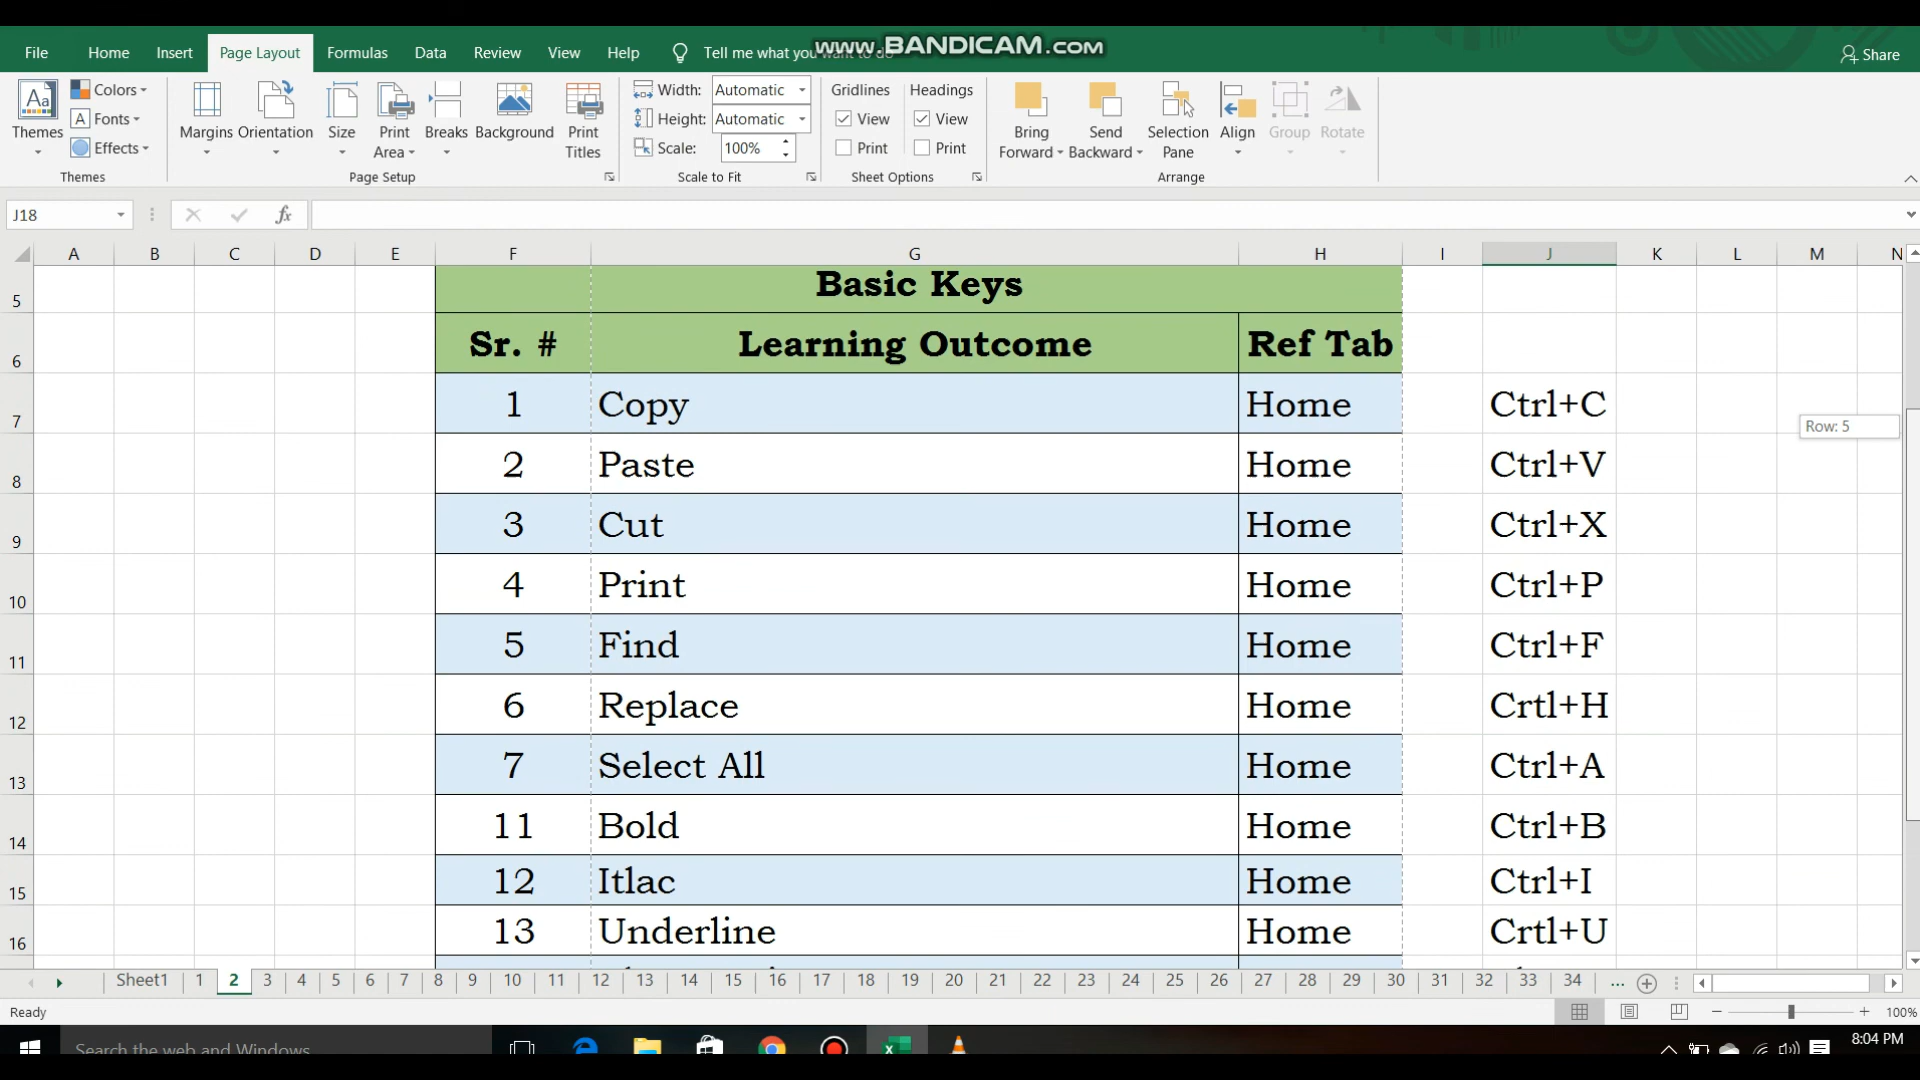 www.BANDICAM.com
File Home Insert Page Layout Formulas Data Review View Help Tell me what you want to do Share
Themes Colors Fonts Effects Margins Orientation Size Print Area Breaks Background Print Titles Width: Automatic Height: Automatic Scale: 100% Gridlines View Print Headings View Print Bring Forward Send Backward Selection Pane Align Group Rotate
Themes Page Setup Scale to Fit Sheet Options Arrange
J18 fx
A B C D E F G H I J K L M N
5 Basic Keys
6 Sr. # Learning Outcome Ref Tab
7 1 Copy Home Ctrl+C
Row: 5
8 2 Paste Home Ctrl+V
9 3 Cut Home Ctrl+X
10 4 Print Home Ctrl+P
11 5 Find Home Ctrl+F
12 6 Replace Home Crtl+H
13 7 Select All Home Ctrl+A
14 11 Bold Home Ctrl+B
15 12 Itlac Home Ctrl+I
16 13 Underline Home Crtl+U
Sheet1 1 2 3 4 5 6 7 8 9 10 11 12 13 14 15 16 17 18 19 20 21 22 23 24 25 26 27 28 29 30 31 32 33 34 ...
Ready 100%
Search the web and Windows 8:04 PM